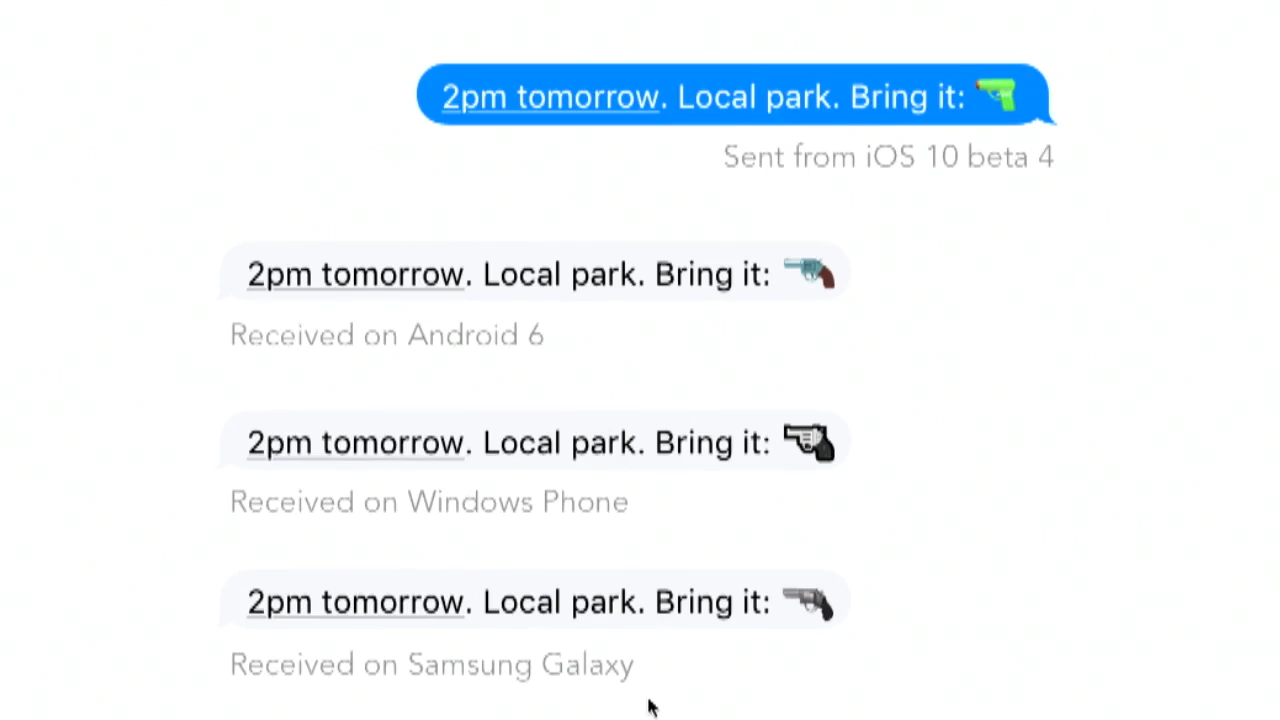 2pm tomorrow. Local park. Bring it: 🔫
Sent from iOS 10 beta 4
2pm tomorrow. Local park. Bring it: 🔫
Received on Android 6
2pm tomorrow. Local park. Bring it: 🔫
Received on Windows Phone
2pm tomorrow. Local park. Bring it: 🔫
Received on Samsung Galaxy